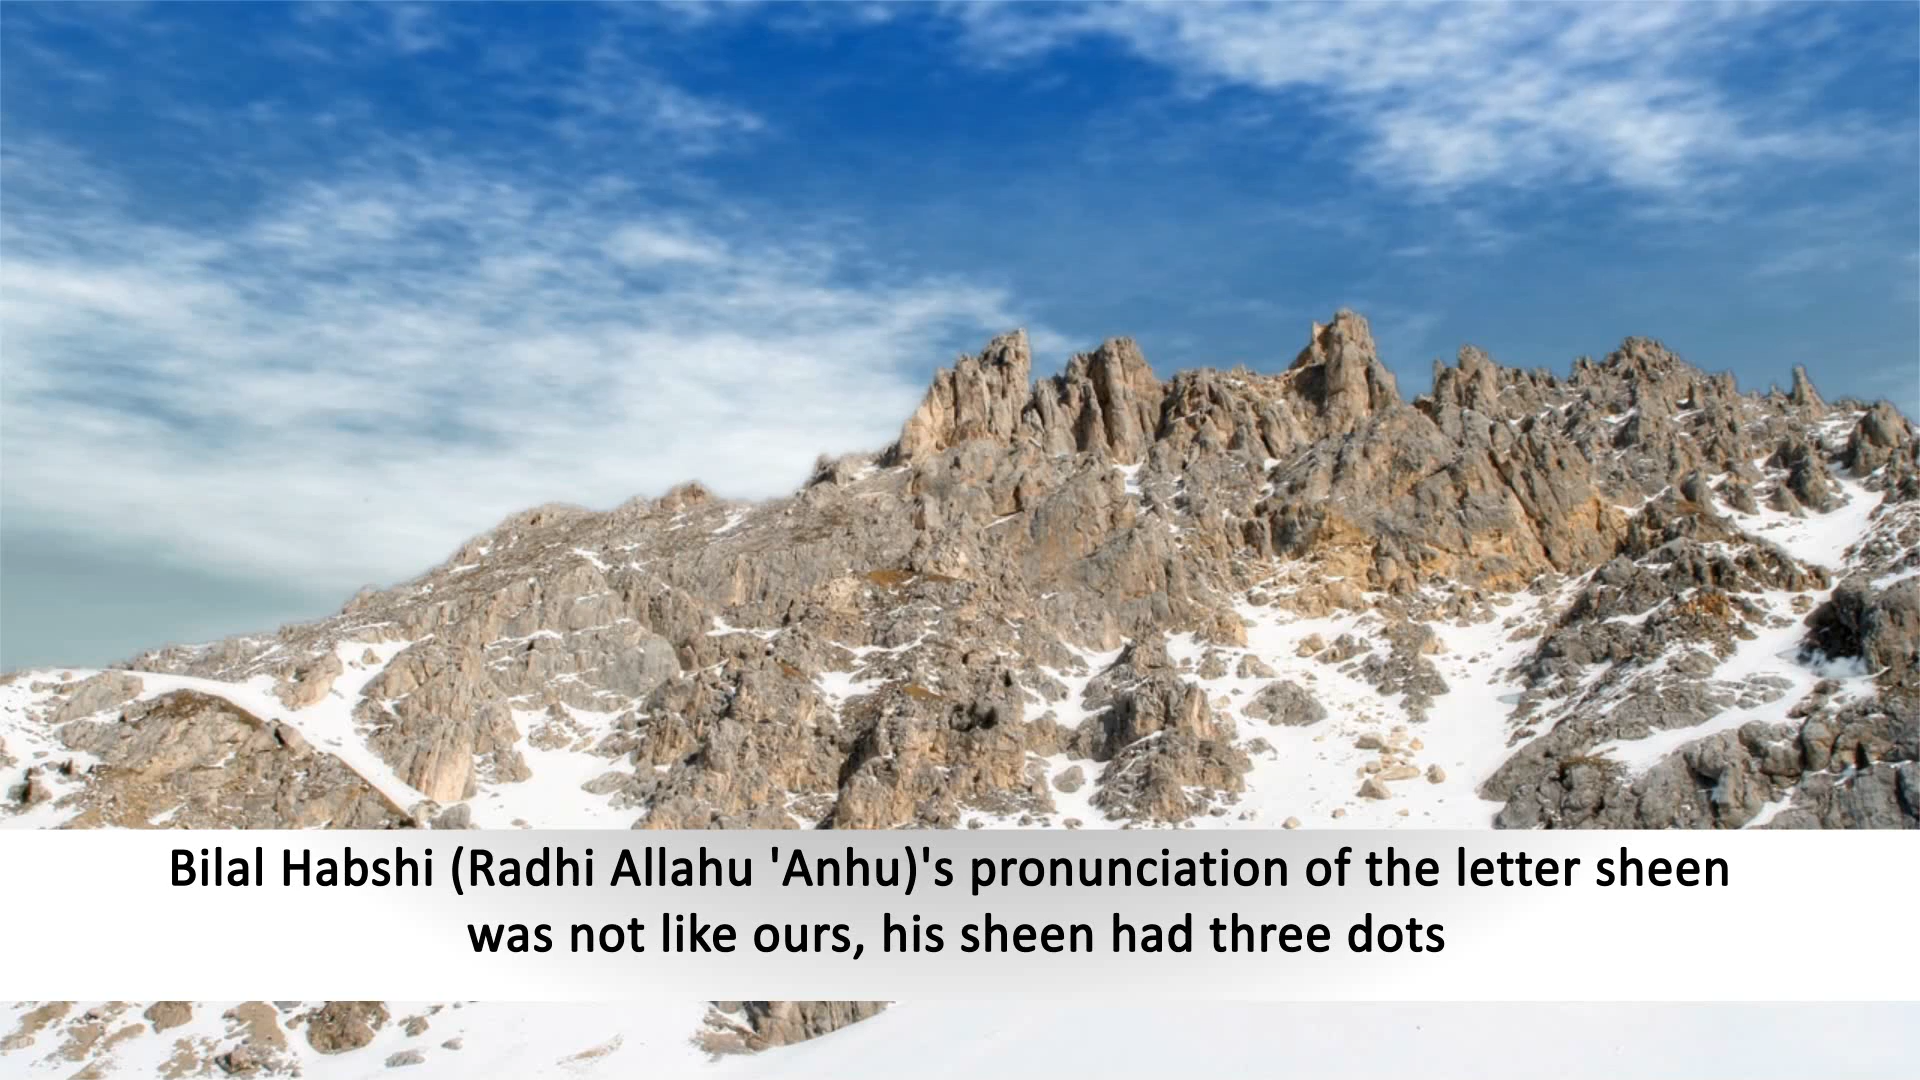 Bilal Habshi (Radhi Allahu 'Anhu)'s pronunciation of the letter sheen
was not like ours, his sheen had three dots